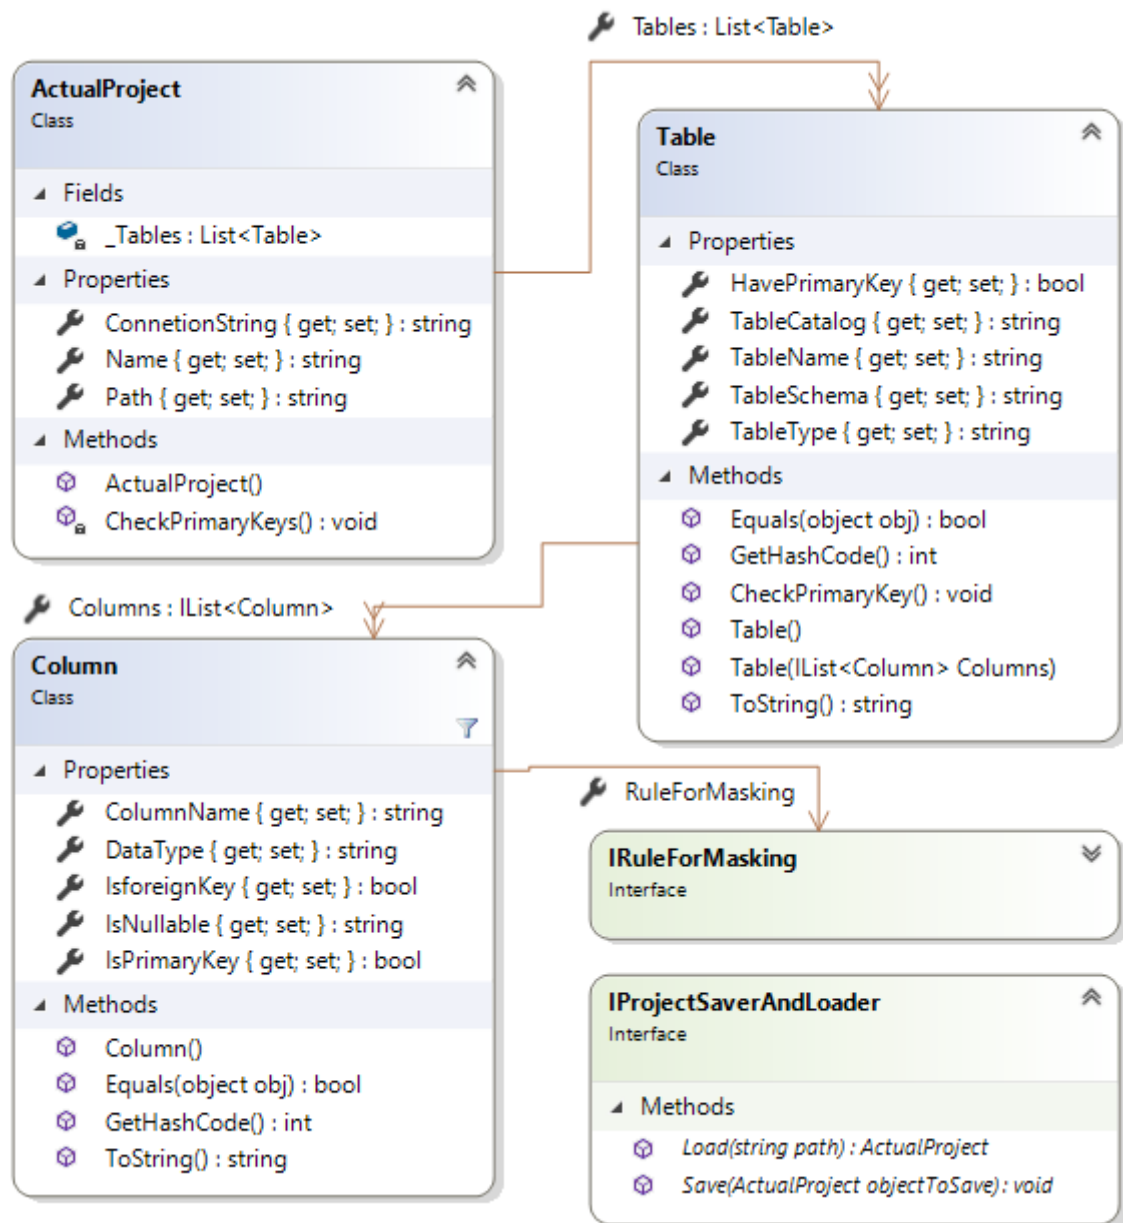 Tables : List<Table>
ActualProject
Class
Fields
_Tables : List<Table>
Properties
ConnetionString { get; set; } : string
Name { get; set; } : string
Path { get; set; } : string
Methods
ActualProject()
CheckPrimaryKeys() : void
Table
Class
Properties
HavePrimaryKey { get; set; } : bool
TableCatalog { get; set; } : string
TableName { get; set; } : string
TableSchema { get; set; } : string
TableType { get; set; } : string
Methods
Equals(object obj) : bool
GetHashCode() : int
CheckPrimaryKey() : void
Table()
Table(IList<Column> Columns)
ToString() : string
Columns : IList<Column>
Column
Class
Properties
ColumnName { get; set; } : string
DataType { get; set; } : string
IsforeignKey { get; set; } : bool
IsNullable { get; set; } : string
IsPrimaryKey { get; set; } : bool
Methods
Column()
Equals(object obj) : bool
GetHashCode() : int
ToString() : string
RuleForMasking
IRuleForMasking
Interface
IProjectSaverAndLoader
Interface
Methods
Load(string path) : ActualProject
Save(ActualProject objectToSave) : void